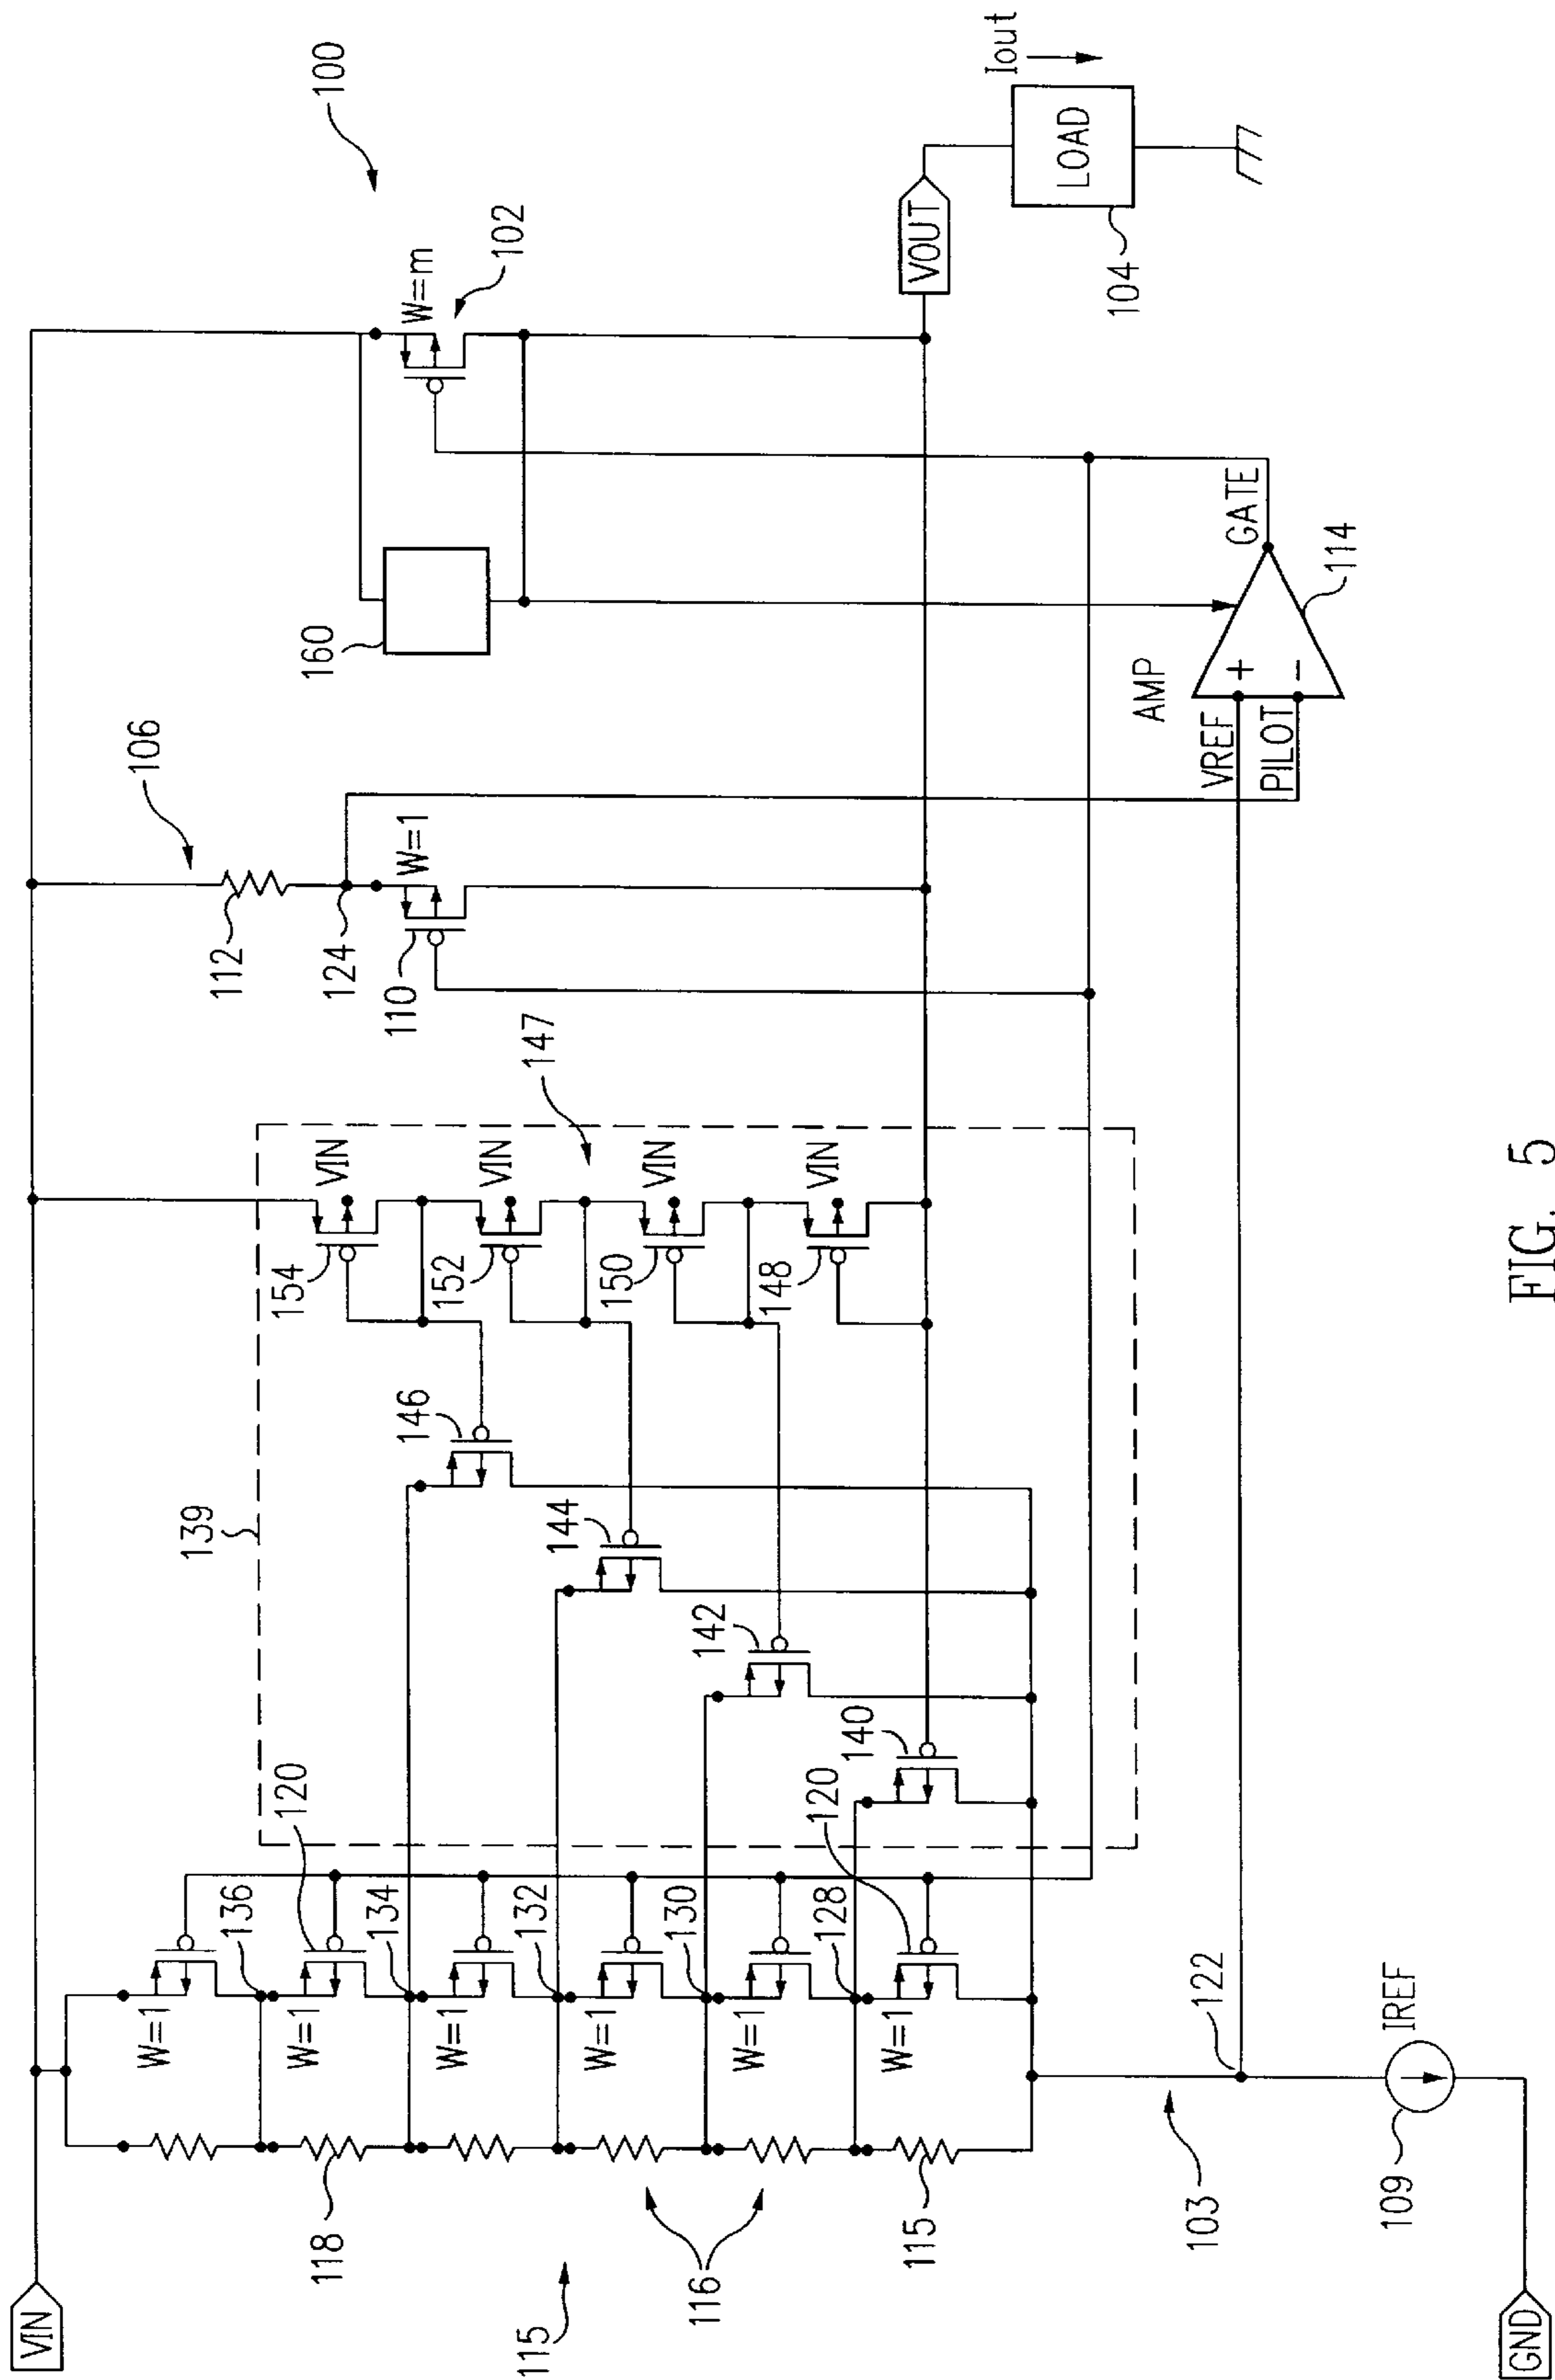 VIN
118
115
116
115
103
109
IREF
GND
W=1
W=1
W=1
W=1
W=1
W=1
136
134
132
130
128
122
120
120
139
146
144
142
140
154
152
150
148
VIN
VIN
VIN
VIN
147
106
112
124
110
W=1
160
100
102
W=m
AMP
VREF
PILOT
+
−
GATE
114
VOUT
LOAD
104
Iout
FIG. 5